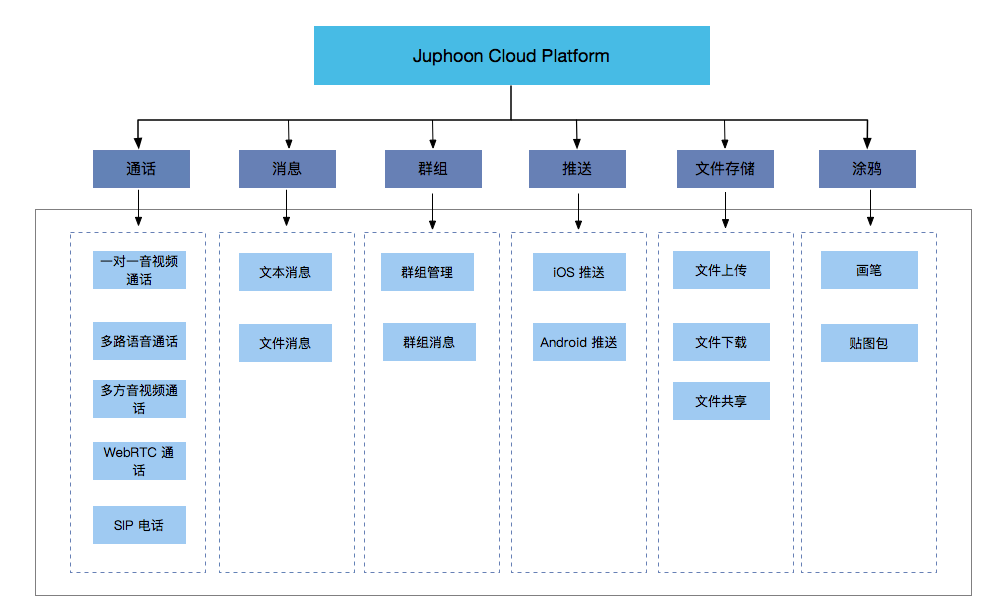 Juphoon Cloud Platform
通话
消息
群组
推送
文件存储
涂鸦
一对一音视频
通话
多路语音通话
多方音视频通
话
WebRTC 通
话
SIP 电话
文本消息
文件消息
群组管理
群组消息
iOS 推送
Android 推送
文件上传
文件下载
文件共享
画笔
贴图包